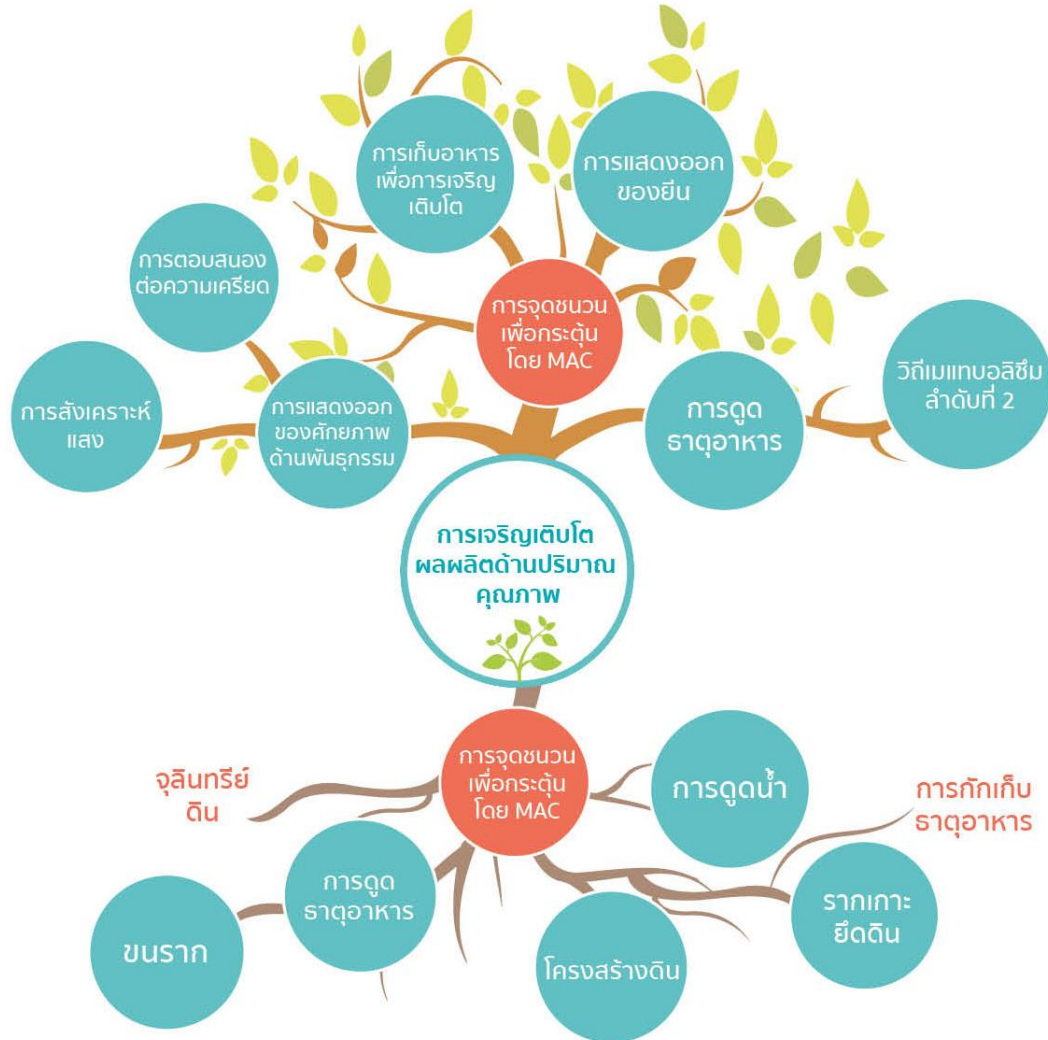 การเก็บอาหาร
เพื่อการเจริญ
เติบโต
การแสดงออก
ของยีน
การตอบสนอง
ต่อความเครียด
การจุดชนวน
เพื่อกระตุ้น
โดย MAC
วิถีเมแทบอลิซึม
ลำดับที่ 2
การสังเคราะห์
แสง
การแสดงออก
ของศักยภาพ
ด้านพันธุกรรม
การดูด
ธาตุอาหาร
การเจริญเติบโต
ผลผลิตด้านปริมาณ
คุณภาพ
จุลินทรีย์
ดิน
การจุดชนวน
เพื่อกระตุ้น
โดย MAC
การดูดน้ำ
การกักเก็บ
ธาตุอาหาร
การดูด
ธาตุอาหาร
รากเกาะ
ยึดดิน
ขนราก
โครงสร้างดิน